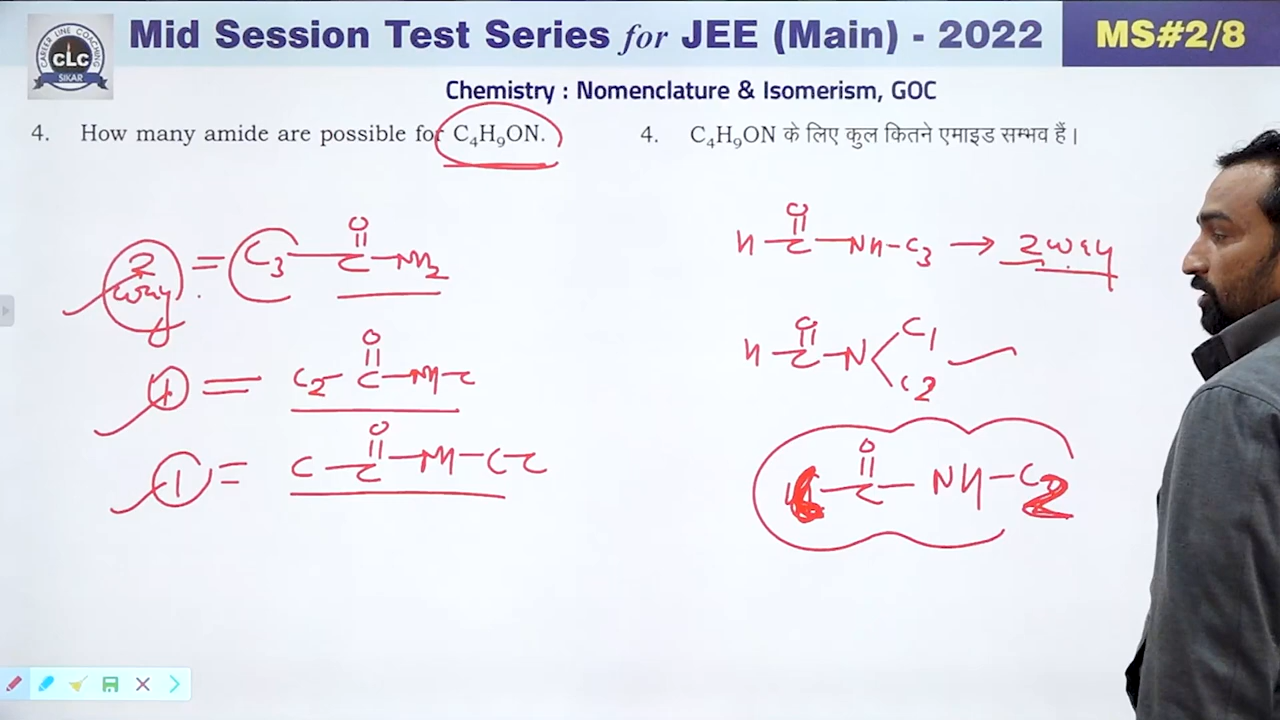 Mid Session Test Series for JEE (Main) - 2022
MS#2/8
CAREER LINE COACHING
CLC
SIKAR
Chemistry : Nomenclature & Isomerism, GOC
4. How many amide are possible for C₄H₉ON.
4. C₄H₉ON के लिए कुल कितने एमाइड सम्भव हैं।
O
2 way = C₃—C—NH₂
O
1 = C₂—C—NH—C
O
1 = C—C—NH—C—C
O
H—C—NH—C₃ → 2 way
O C₁
H—C—N
C₂
O
C—NH—C₂